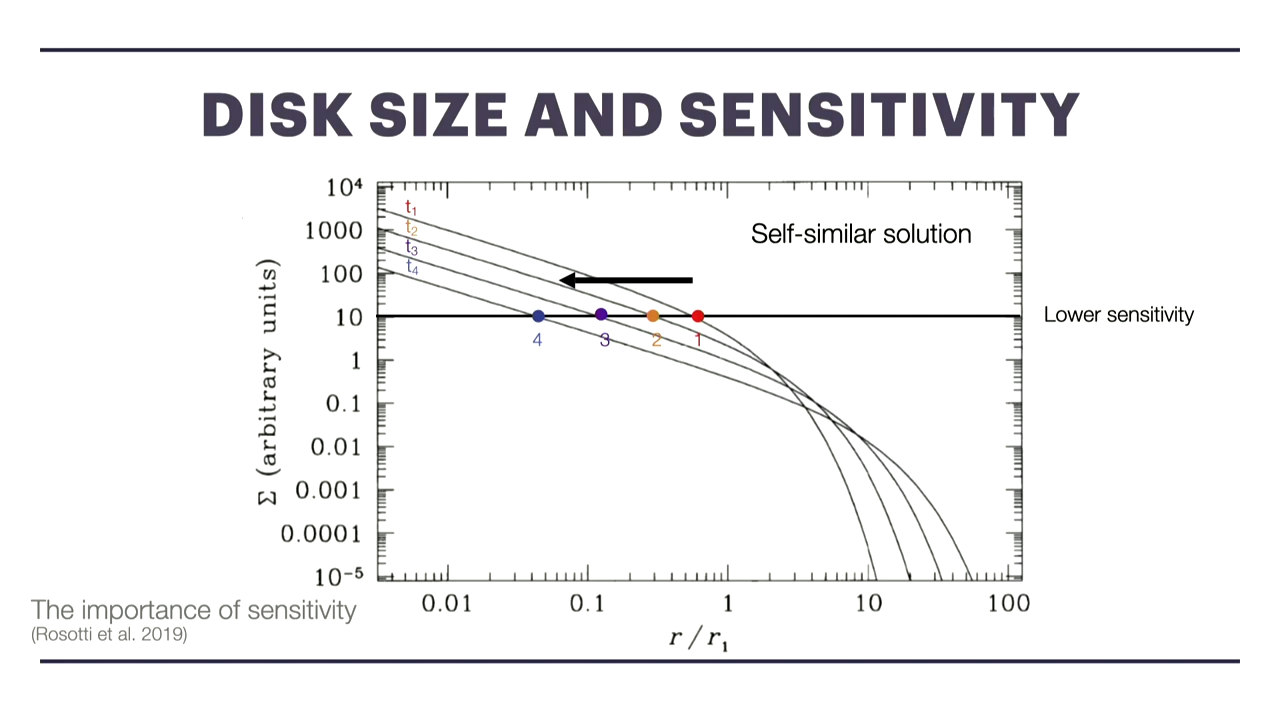 DISK SIZE AND SENSITIVITY
10⁴
1000
100
10
1
0.1
0.01
0.001
0.0001
10⁻⁵
Σ (arbitrary units)
t₁
t₂
t₃
t₄
Self-similar solution
4
3
2
1
Lower sensitivity
0.01
0.1
1
10
100
r / r₁
The importance of sensitivity
(Rosotti et al. 2019)